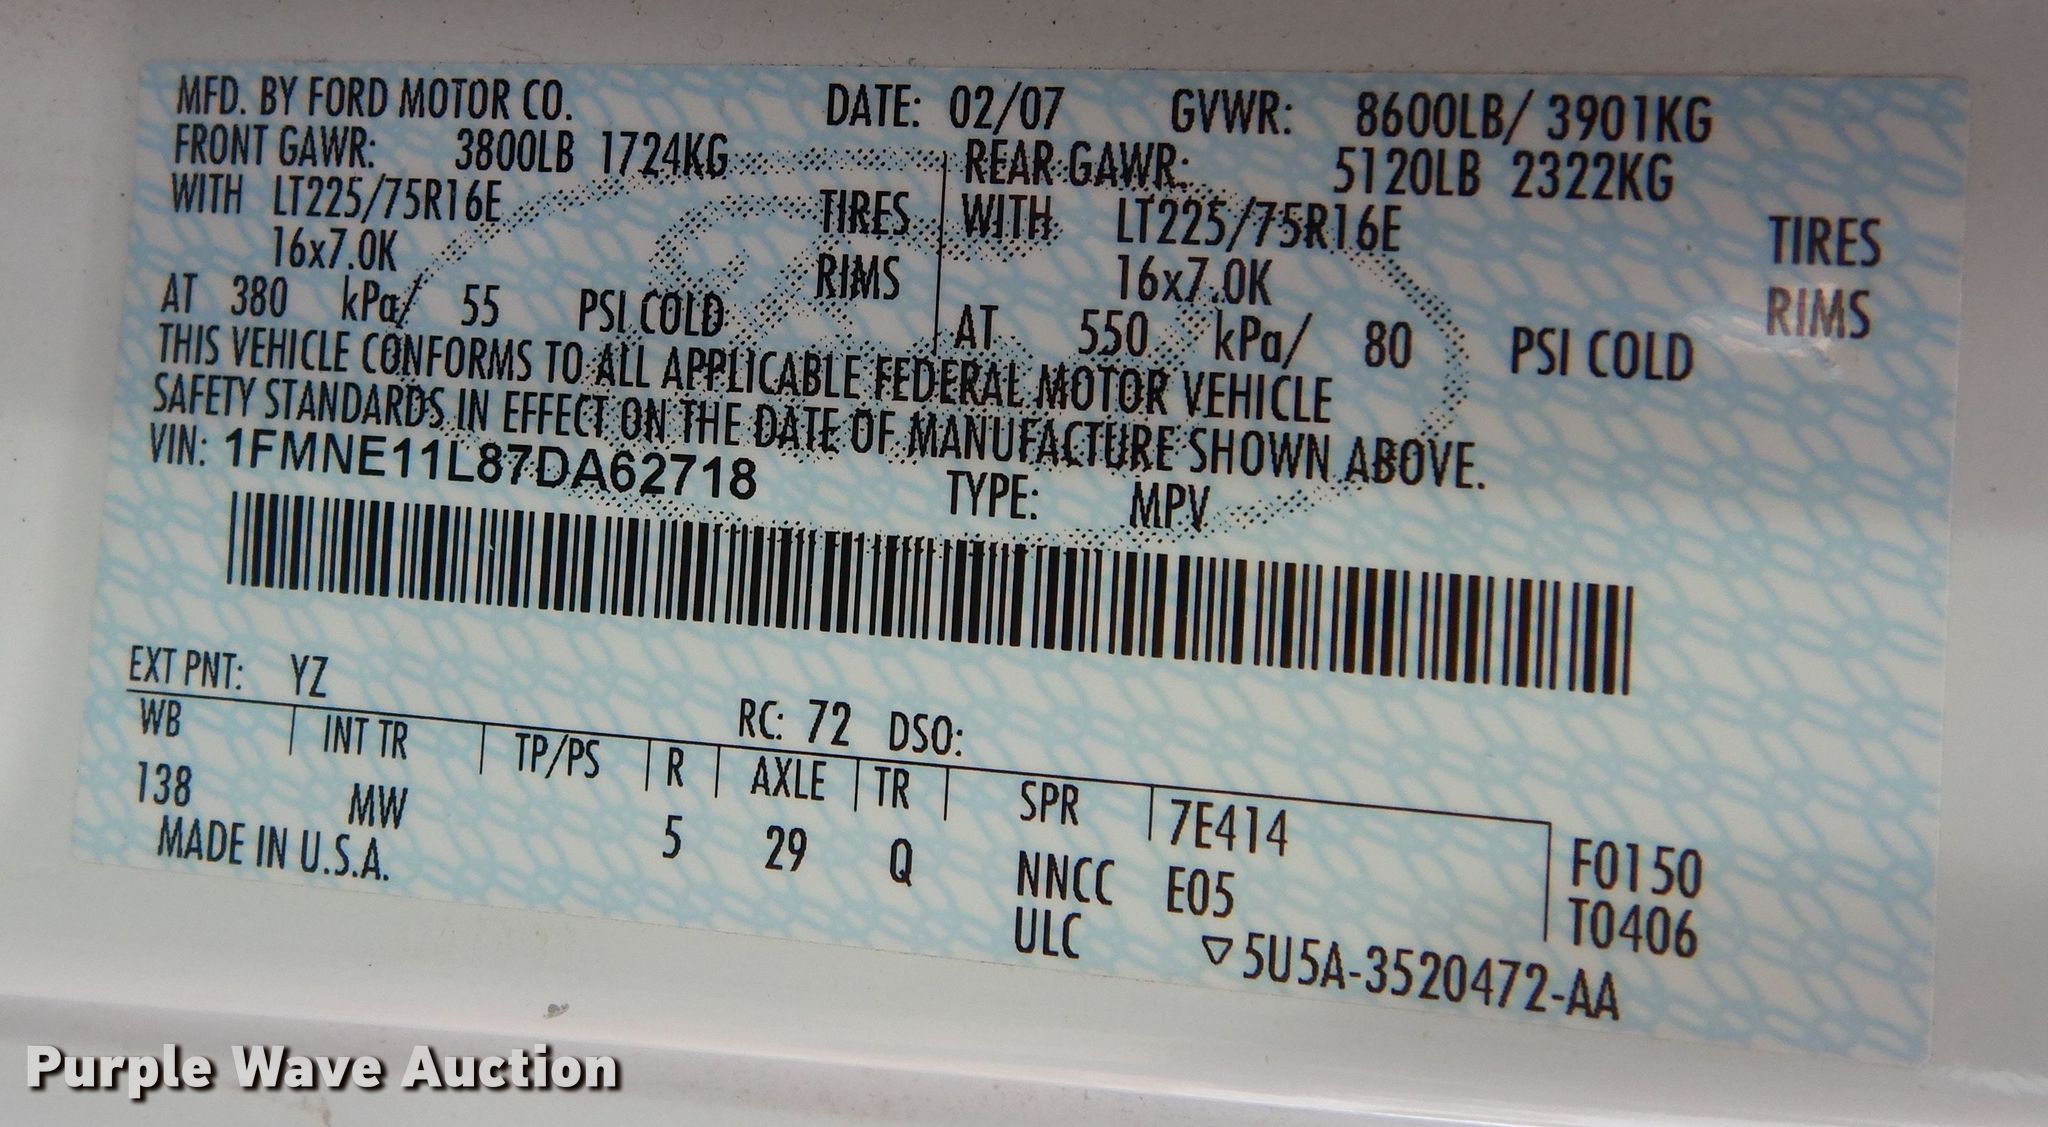 MFD. BY FORD MOTOR CO. DATE: 02/07 GVWR: 8600LB/ 3901KG
FRONT GAWR: 3800LB 1724KG REAR GAWR: 5120LB 2322KG
WITH LT225/75R16E TIRES WITH LT225/75R16E TIRES
16x7.0K RIMS 16x7.0K RIMS
AT 380 kPa/ 55 PSI COLD AT 550 kPa/ 80 PSI COLD
THIS VEHICLE CONFORMS TO ALL APPLICABLE FEDERAL MOTOR VEHICLE
SAFETY STANDARDS IN EFFECT ON THE DATE OF MANUFACTURE SHOWN ABOVE.
VIN: 1FMNE11L87DA62718 TYPE: MPV
EXT PNT: YZ RC: 72 DSO:
WB INT TR TP/PS R AXLE TR SPR 7E414 F0150
138 MW 5 29 Q NNCC E05 T0406
MADE IN U.S.A. ULC ▽5U5A-3520472-AA
Purple Wave Auction